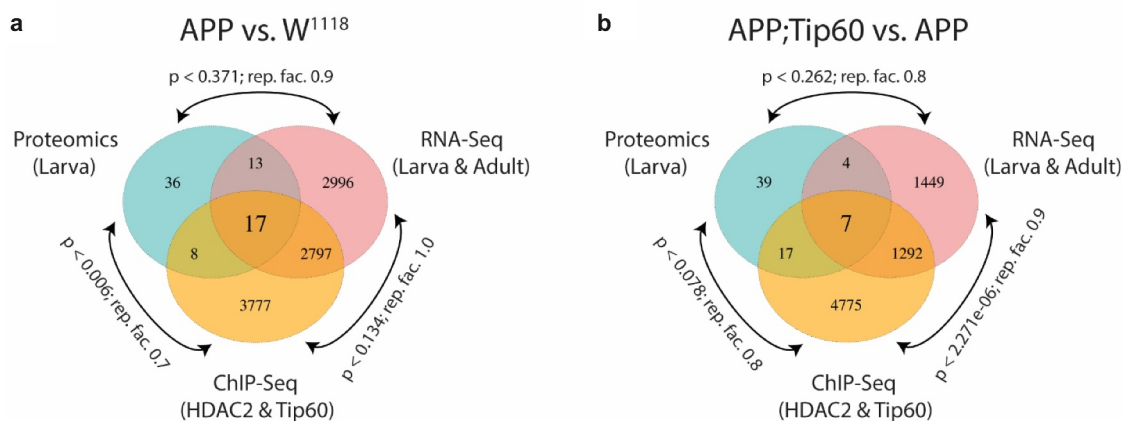 a
APP vs. W1118
p < 0.371; rep. fac. 0.9
Proteomics
(Larva)
RNA-Seq
(Larva & Adult)
36
13
2996
17
8
2797
3777
p < 0.006; rep. fac. 0.7
p < 0.134; rep. fac. 1.0
ChIP-Seq
(HDAC2 & Tip60)
b
APP;Tip60 vs. APP
p < 0.262; rep. fac. 0.8
Proteomics
(Larva)
RNA-Seq
(Larva & Adult)
39
4
1449
7
17
1292
4775
p < 0.078; rep. fac. 0.8
p < 2.271e-06; rep. fac. 0.9
ChIP-Seq
(HDAC2 & Tip60)